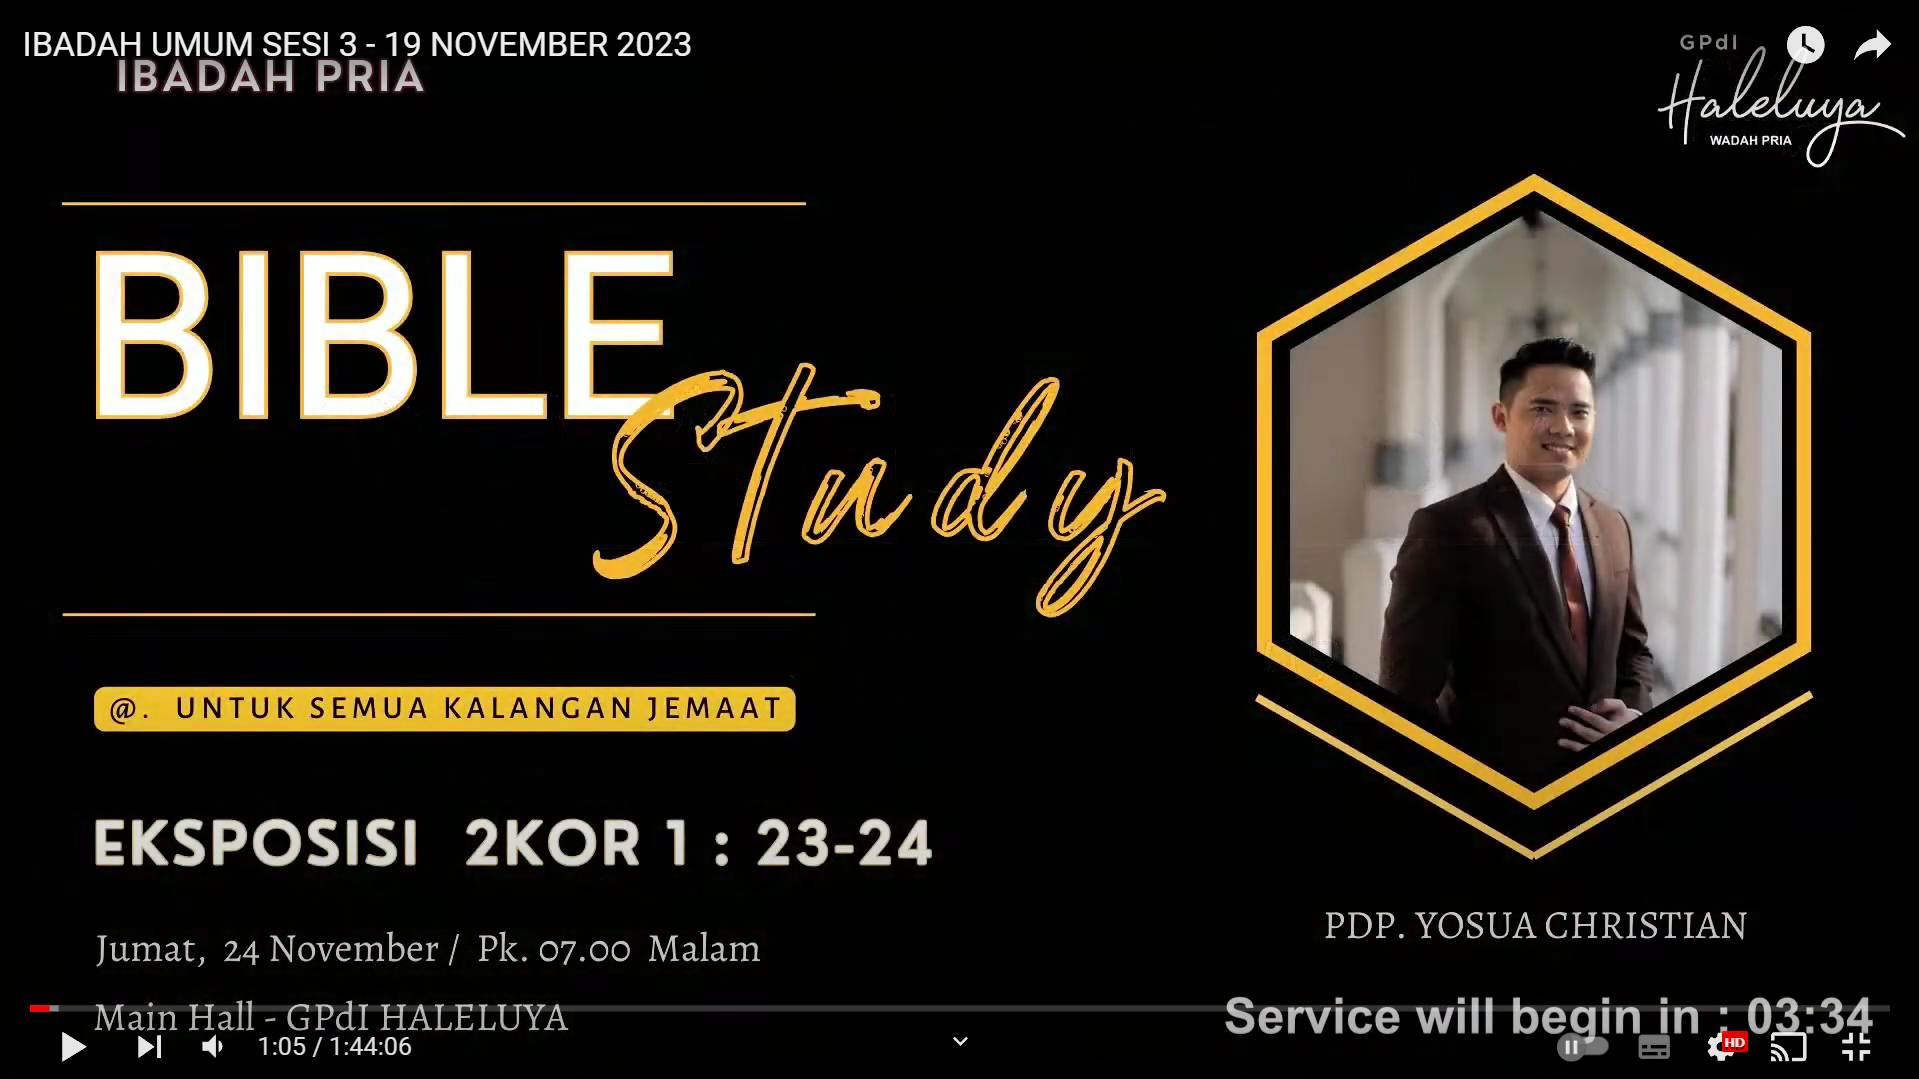 IBADAH UMUM SESI 3 - 19 NOVEMBER 2023
IBADAH PRIA
GPdI
Haleluya
WADAH PRIA
BIBLE
STudy
@. UNTUK SEMUA KALANGAN JEMAAT
EKSPOSISI 2KOR 1 : 23-24
Jumat, 24 November / Pk. 07.00 Malam
Main Hall - GPdI HALELUYA
PDP. YOSUA CHRISTIAN
Service will begin in : 03:34
1:05 / 1:44:06
HD